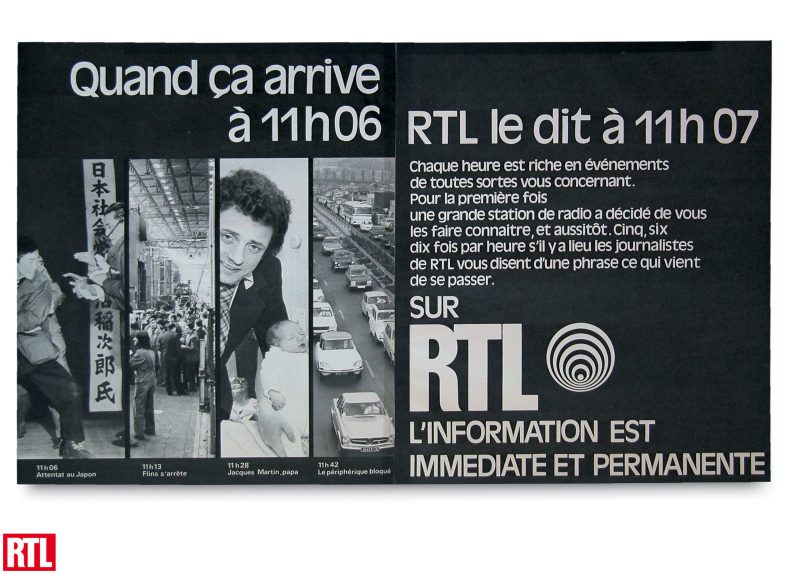 Quand ça arrive
à 11h06
RTL le dit à 11h07
Chaque heure est riche en événements
de toutes sortes vous concernant.
Pour la première fois
une grande station de radio a décidé de vous
les faire connaitre, et aussitôt. Cinq, six
dix fois par heure s'il y a lieu les journalistes
de RTL vous disent d'une phrase ce qui vient
de se passer.
SUR
RTL
L'INFORMATION EST
IMMEDIATE ET PERMANENTE
日本社
稲次郎氏
11h06
Attentat au Japon
11h13
Flins s'arrête
11h28
Jacques Martin, papa
11h42
Le périphérique bloqué
RTL